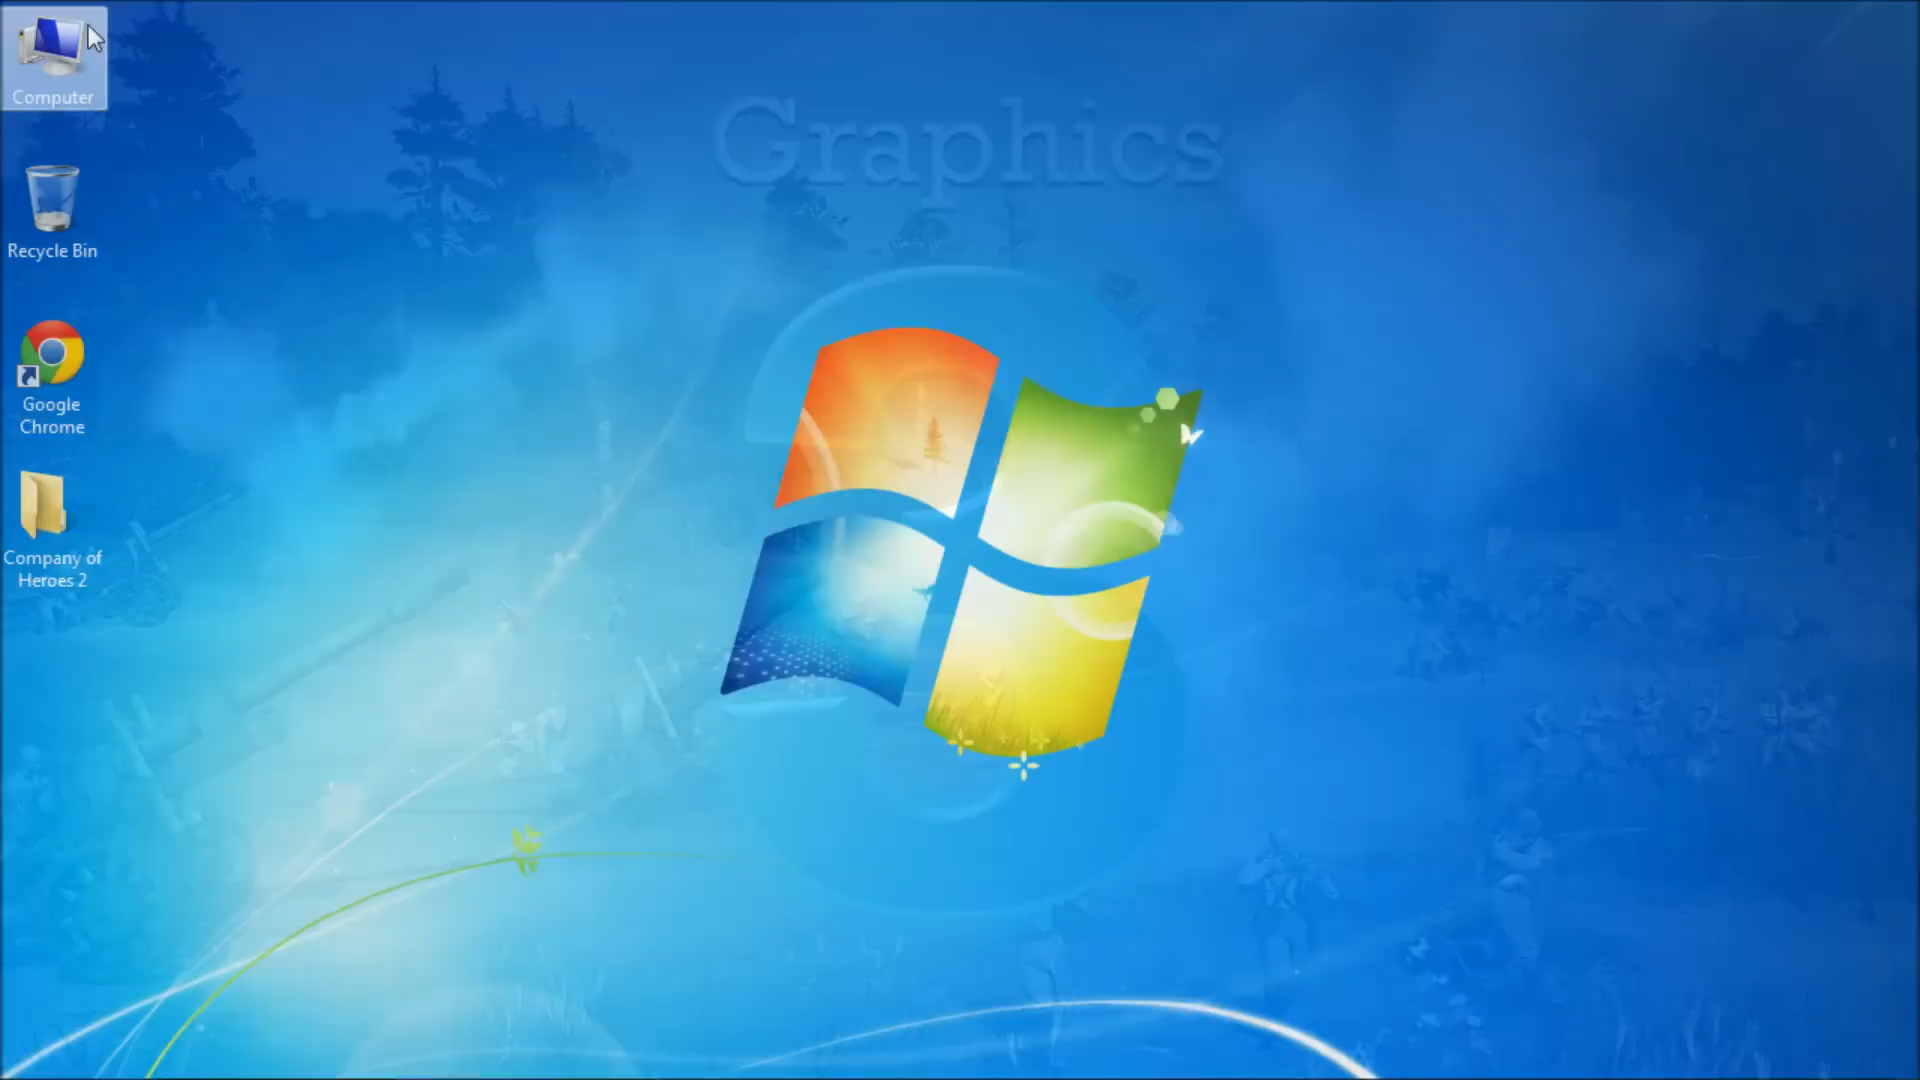 Computer
Graphics
Recycle Bin
Google
Chrome
Company of
Heroes 2